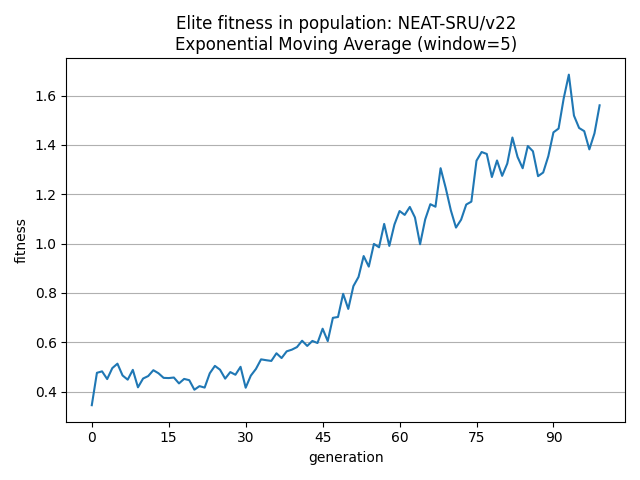 Elite fitness in population: NEAT-SRU/v22
Exponential Moving Average (window=5)
1.6
1.4
1.2
1.0
0.8
0.6
0.4
fitness
0 15 30 45 60 75 90
generation